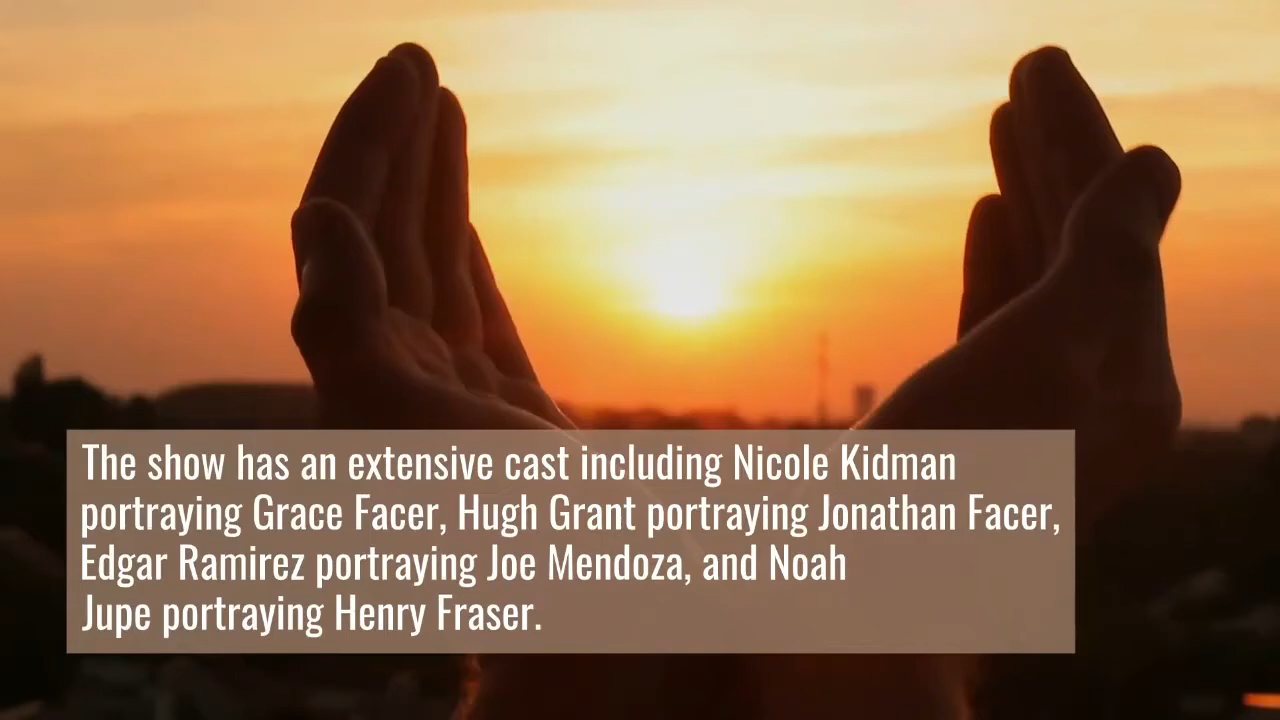 The show has an extensive cast including Nicole Kidman
portraying Grace Facer, Hugh Grant portraying Jonathan Facer,
Edgar Ramirez portraying Joe Mendoza, and Noah
Jupe portraying Henry Fraser.